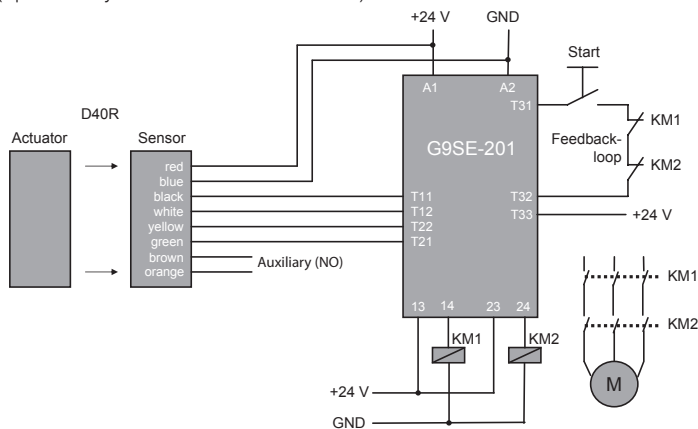 +24 V
GND
Start
A1
A2
T31
D40R
Actuator
Sensor
G9SE-201
Feedback-
loop
KM1
KM2
red
blue
black
white
yellow
green
brown
orange
Auxiliary (NO)
T11
T12
T22
T21
T32
T33
+24 V
13
14
23
24
KM1
KM2
KM1
KM2
M
+24 V
GND